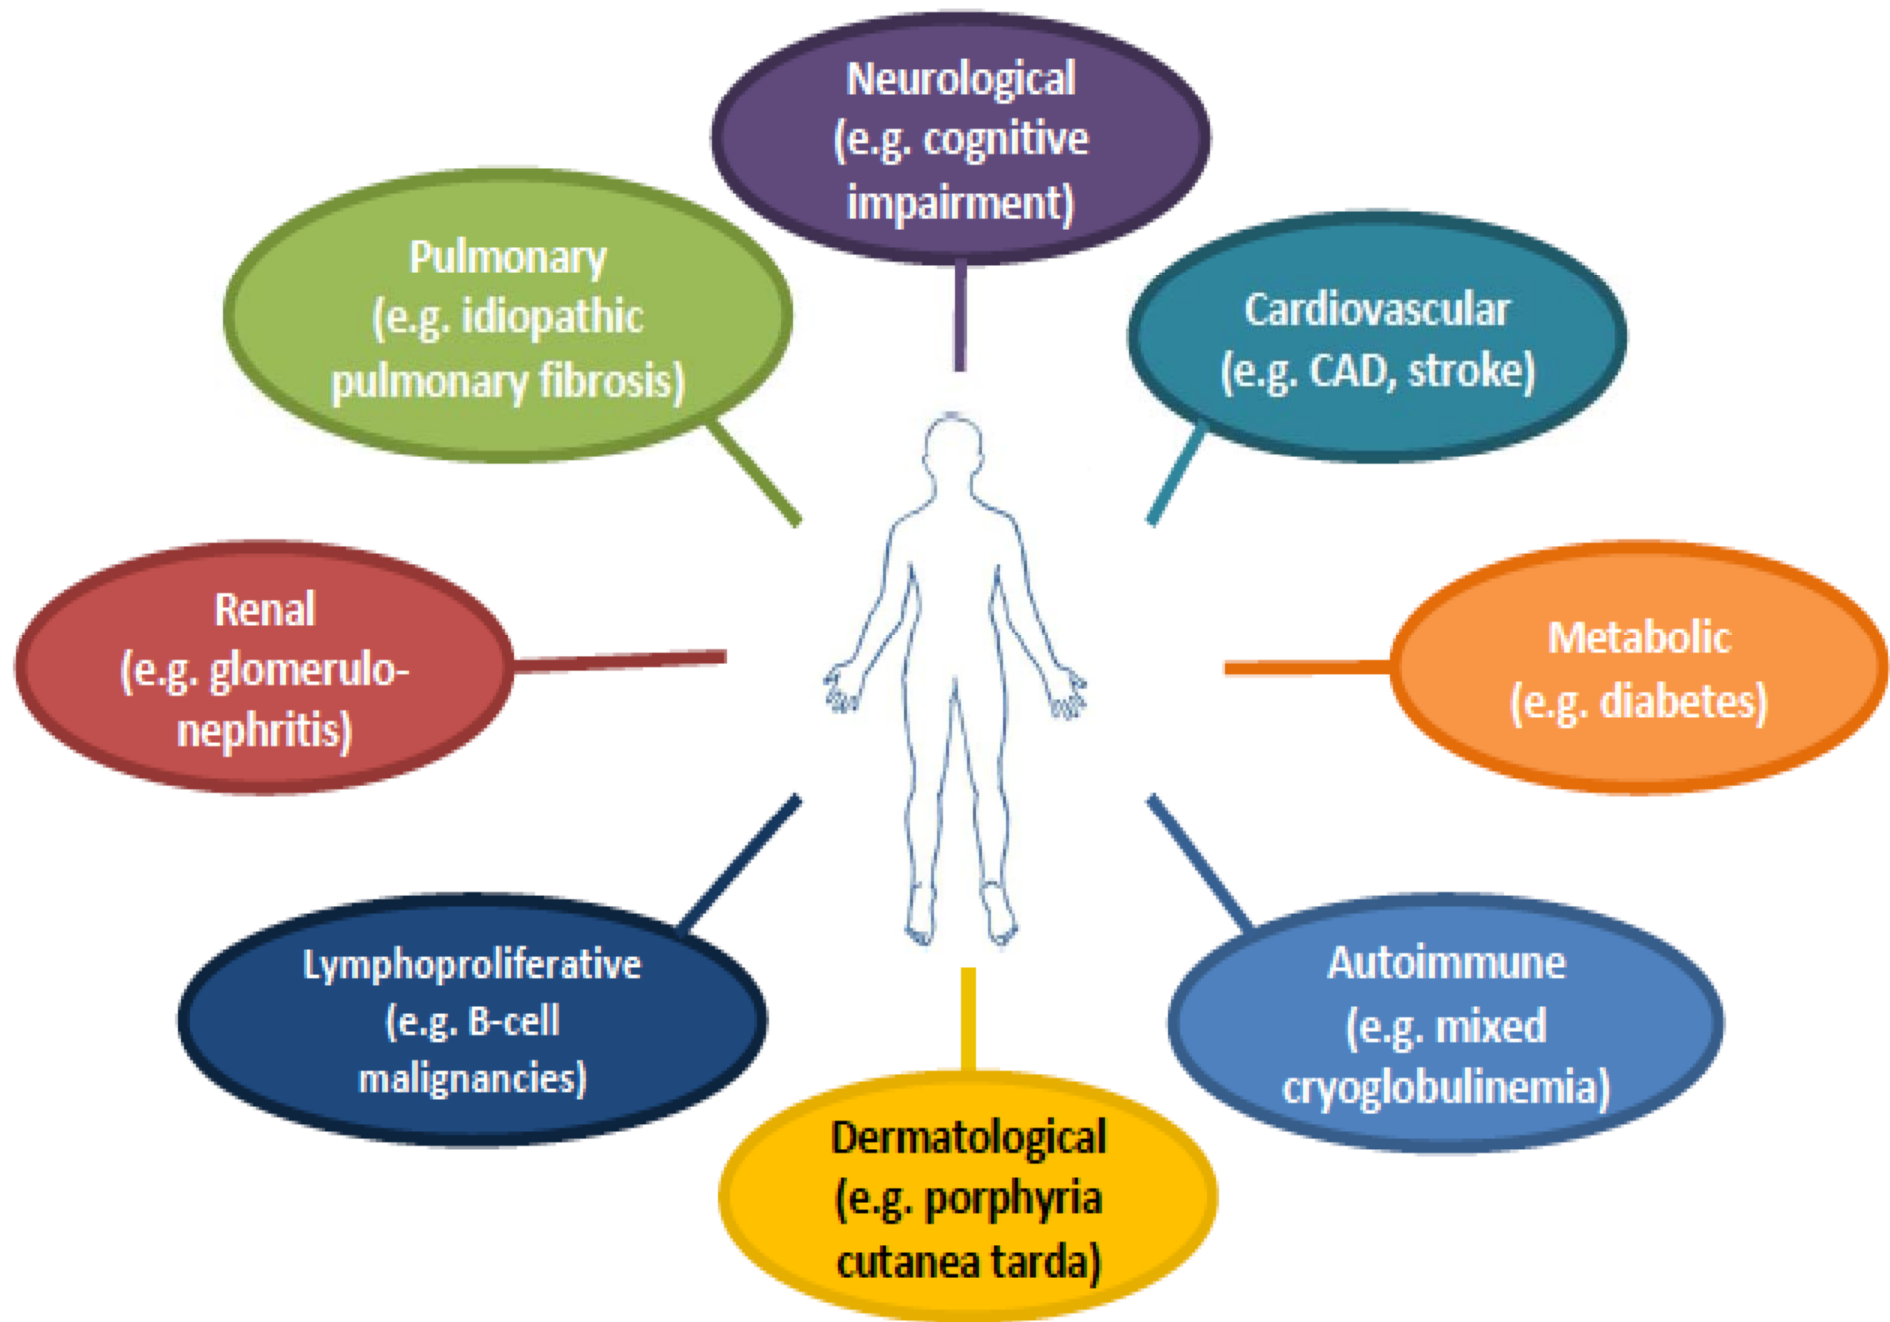 Neurological
(e.g. cognitive
impairment)
Pulmonary
(e.g. idiopathic
pulmonary fibrosis)
Cardiovascular
(e.g. CAD, stroke)
Renal
(e.g. glomerulo-
nephritis)
Metabolic
(e.g. diabetes)
Lymphoproliferative
(e.g. B-cell
malignancies)
Autoimmune
(e.g. mixed
cryoglobulinemia)
Dermatological
(e.g. porphyria
cutanea tarda)